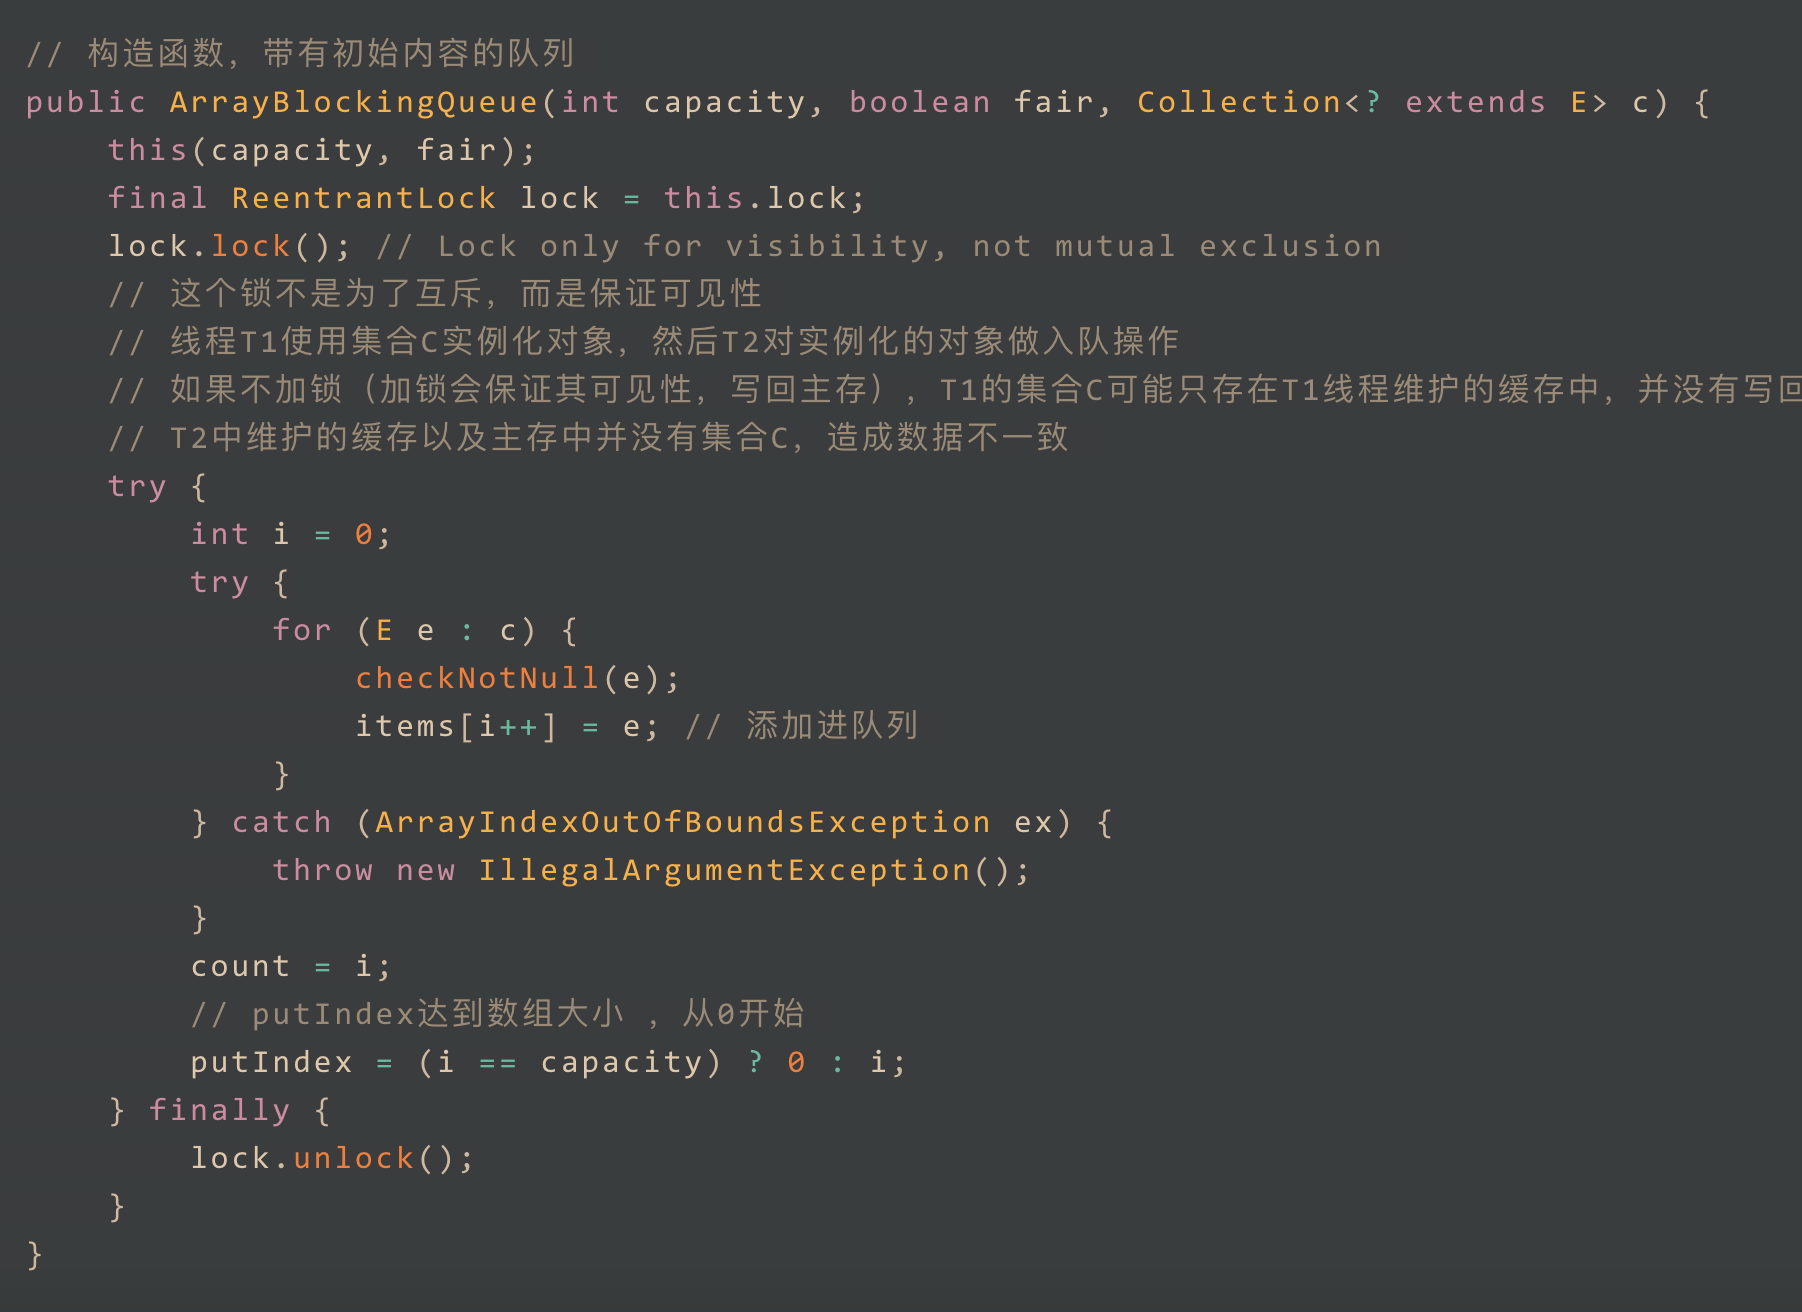 // 构造函数，带有初始内容的队列
public ArrayBlockingQueue(int capacity, boolean fair, Collection<? extends E> c) {
this(capacity, fair);
final ReentrantLock lock = this.lock;
lock.lock(); // Lock only for visibility, not mutual exclusion
// 这个锁不是为了互斥，而是保证可见性
// 线程T1使用集合C实例化对象，然后T2对实例化的对象做入队操作
// 如果不加锁（加锁会保证其可见性，写回主存），T1的集合C可能只存在T1线程维护的缓存中，并没有写回
// T2中维护的缓存以及主存中并没有集合C，造成数据不一致
try {
int i = 0;
try {
for (E e : c) {
checkNotNull(e);
items[i++] = e; // 添加进队列
}
} catch (ArrayIndexOutOfBoundsException ex) {
throw new IllegalArgumentException();
}
count = i;
// putIndex达到数组大小 ，从0开始
putIndex = (i == capacity) ? 0 : i;
} finally {
lock.unlock();
}
}